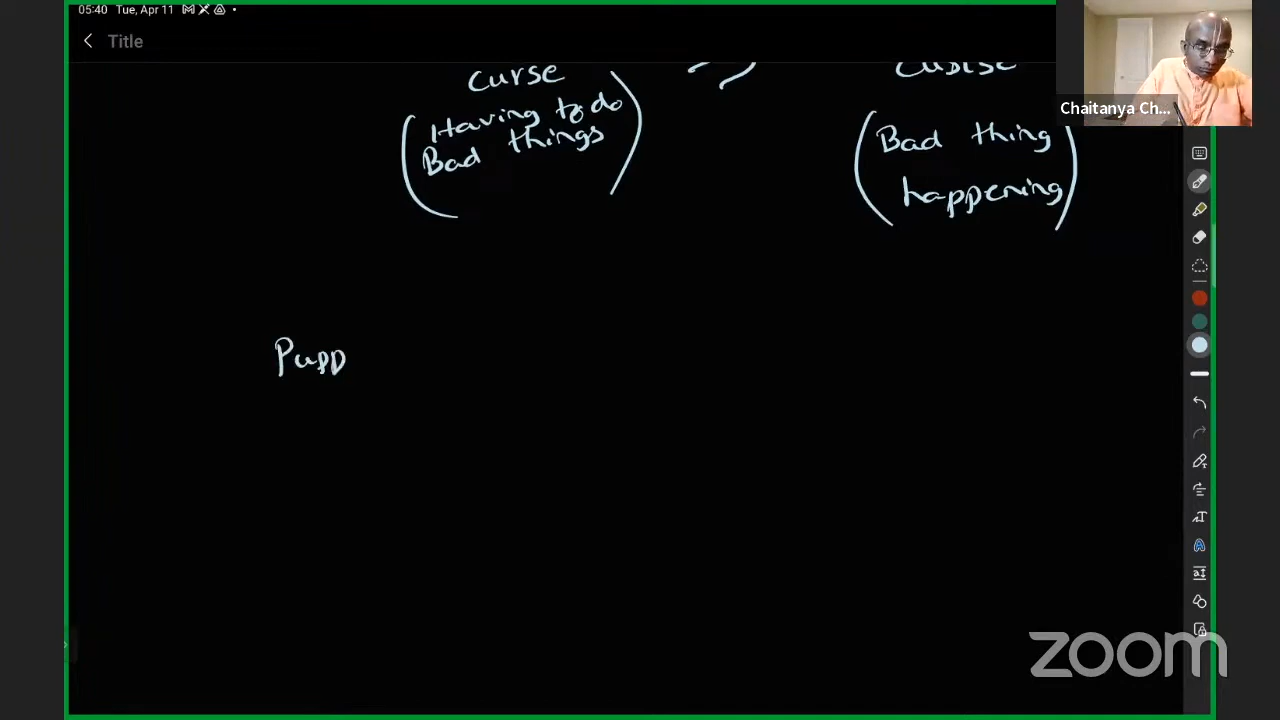 05:40 Tue, Apr 11
Title
curse
Having to do
Bad things
Bad thing
happening
Chaitanya Ch...
Pupp
zoom